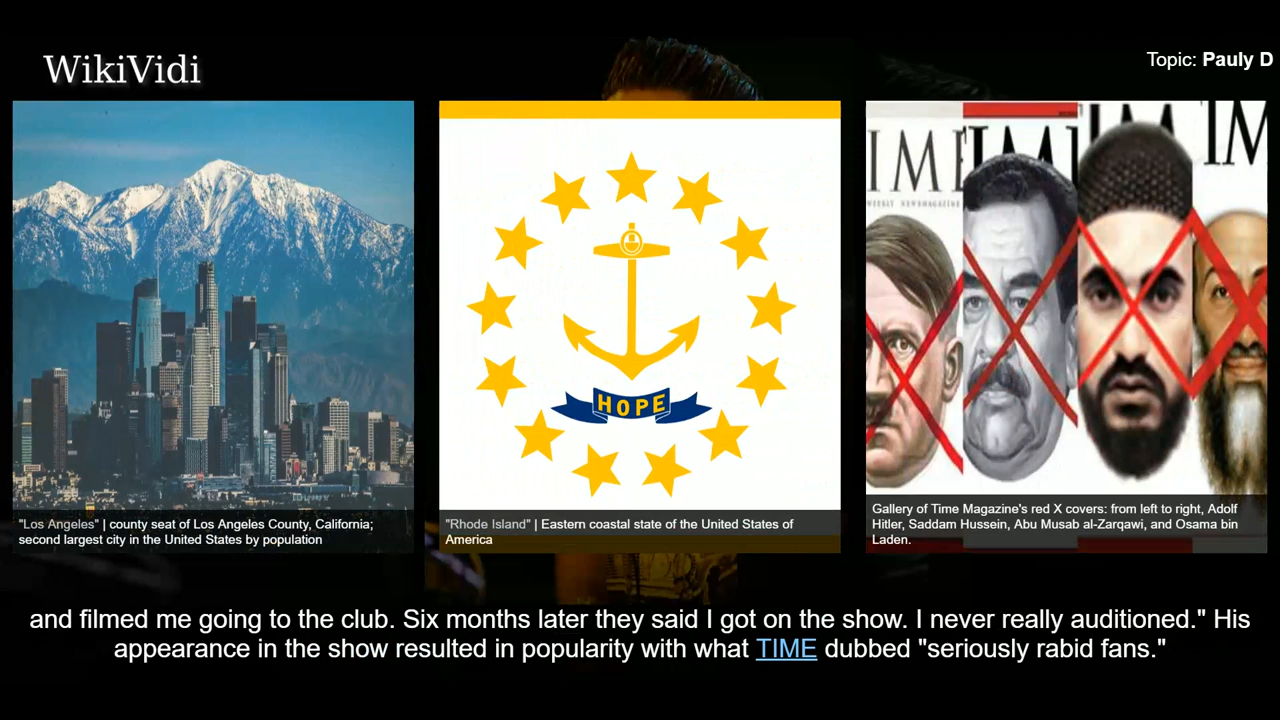 WikiVidi
Topic: Pauly D
TIME
WEEKLY NEWSMAGAZINE
HOPE
"Los Angeles" | county seat of Los Angeles County, California;
second largest city in the United States by population
"Rhode Island" | Eastern coastal state of the United States of
America
Gallery of Time Magazine's red X covers: from left to right, Adolf
Hitler, Saddam Hussein, Abu Musab al-Zarqawi, and Osama bin
Laden.
and filmed me going to the club. Six months later they said I got on the show. I never really auditioned." His
appearance in the show resulted in popularity with what TIME dubbed "seriously rabid fans."